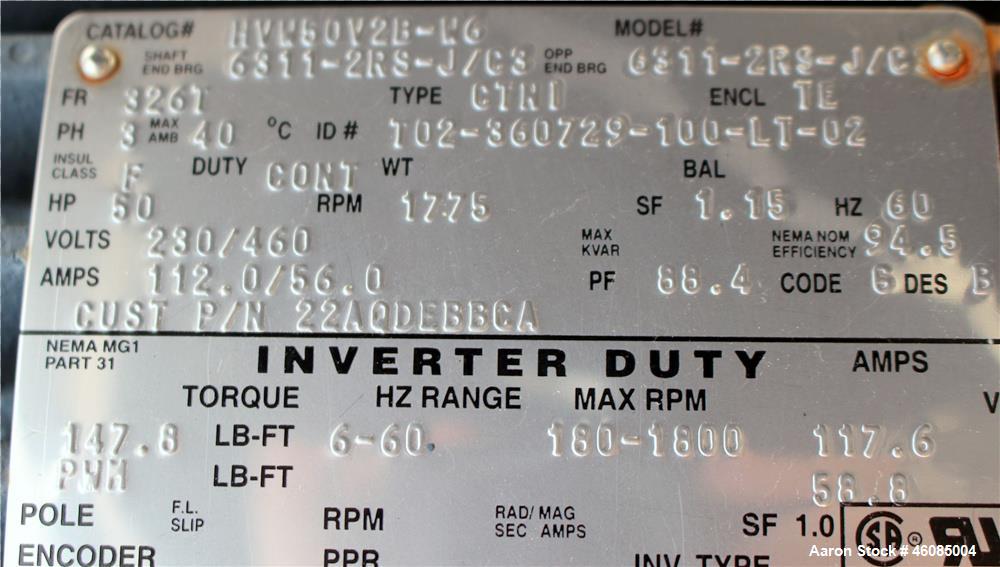 CATALOG# HVW50V2B-W6 MODEL#
SHAFT END BRG 6311-2RS-J/C3 OPP END BRG 6311-2RS-J/C3
FR 326T TYPE CTNI ENCL TE
PH 3 MAX AMB 40 °C ID# T02-360729-100-LT-02
INSUL CLASS F DUTY CONT WT BAL
HP 50 RPM 1775 SF 1.15 HZ 60
VOLTS 230/460 MAX KVAR NEMA NOM EFFICIENCY 94.5
AMPS 112.0/56.0 PF 88.4 CODE G DES B
CUST P/N 22AQDEBBCA
NEMA MG1 PART 31 INVERTER DUTY AMPS
TORQUE HZ RANGE MAX RPM V
147.8 LB-FT 6-60 180-1800 117.6
PWM LB-FT 58.8
POLE F.L. SLIP RPM RAD/SEC MAG AMPS SF 1.0
ENCODER PPR INV. TYPE
Aaron Stock # 46085004